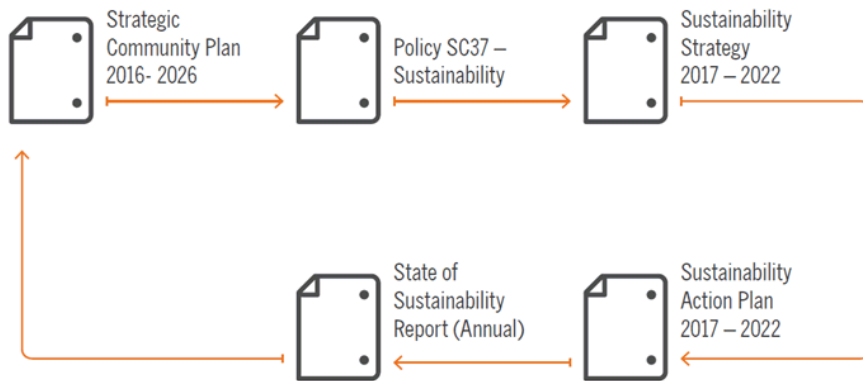 Strategic
Community Plan
2016- 2026
Policy SC37 –
Sustainability
Sustainability
Strategy
2017 – 2022
State of
Sustainability
Report (Annual)
Sustainability
Action Plan
2017 – 2022